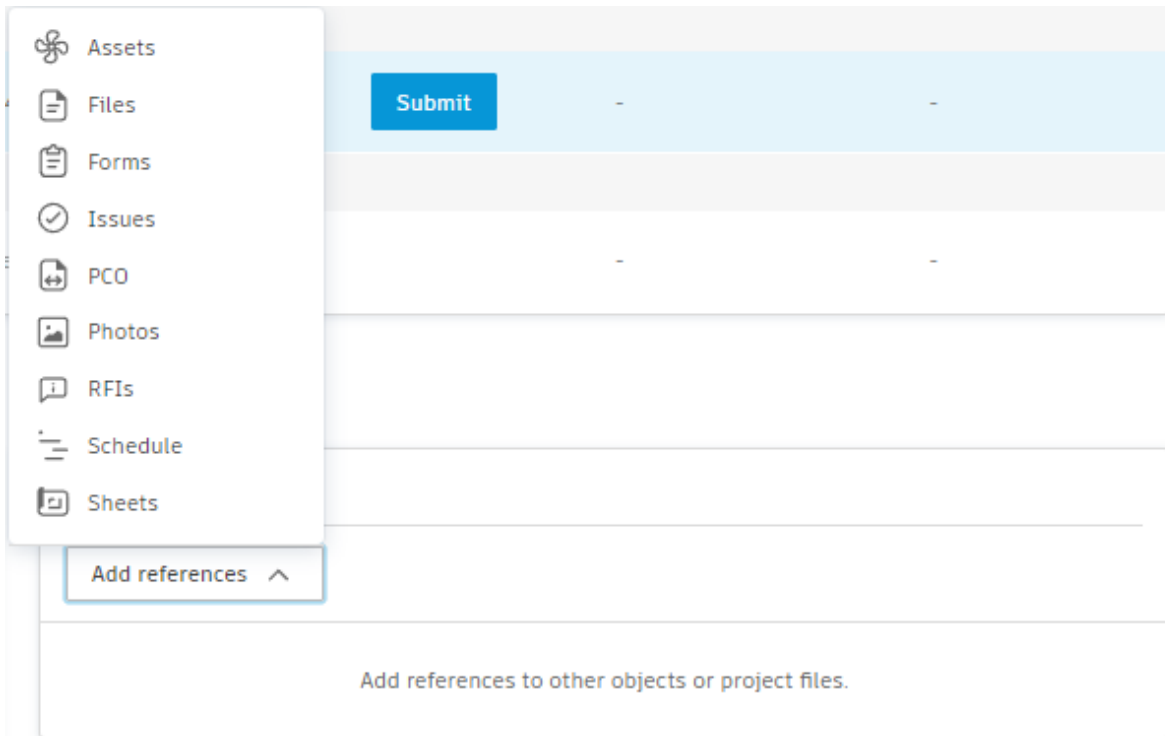 Assets
Files
Submit - -
Forms
Issues
PCO - -
Photos
RFIs
Schedule
Sheets
Add references
Add references to other objects or project files.